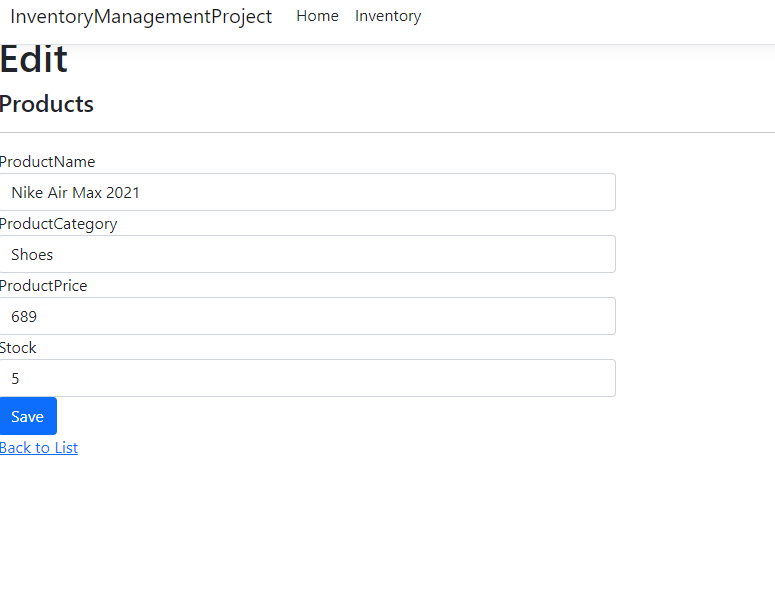 InventoryManagementProject Home Inventory
Edit
Products
ProductName
Nike Air Max 2021
ProductCategory
Shoes
ProductPrice
689
Stock
5
Save
Back to List